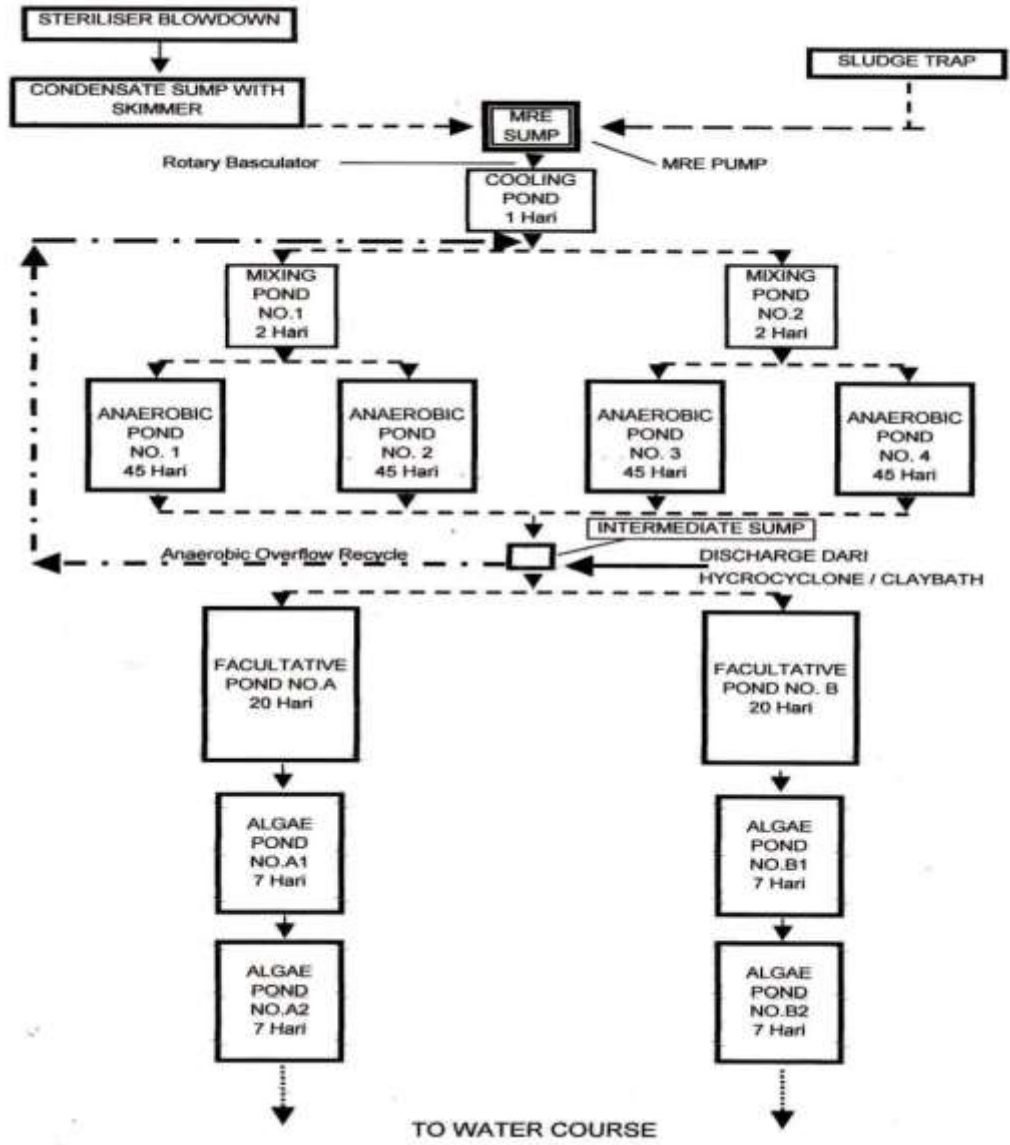 STERILISER BLOWDOWN
CONDENSATE SUMP WITH
SKIMMER
SLUDGE TRAP
MRE
SUMP
Rotary Basculator
MRE PUMP
COOLING
POND
1 Hari
MIXING
POND
NO.1
2 Hari
MIXING
POND
NO.2
2 Hari
ANAEROBIC
POND
NO. 1
45 Hari
ANAEROBIC
POND
NO. 2
45 Hari
ANAEROBIC
POND
NO. 3
45 Hari
ANAEROBIC
POND
NO. 4
45 Hari
INTERMEDIATE SUMP
Anaerobic Overflow Recycle
DISCHARGE DARI
HYCROCYCLONE / CLAYBATH
FACULTATIVE
POND NO.A
20 Hari
FACULTATIVE
POND NO. B
20 Hari
ALGAE
POND
NO.A1
7 Hari
ALGAE
POND
NO.B1
7 Hari
ALGAE
POND
NO.A2
7 Hari
ALGAE
POND
NO.B2
7 Hari
TO WATER COURSE